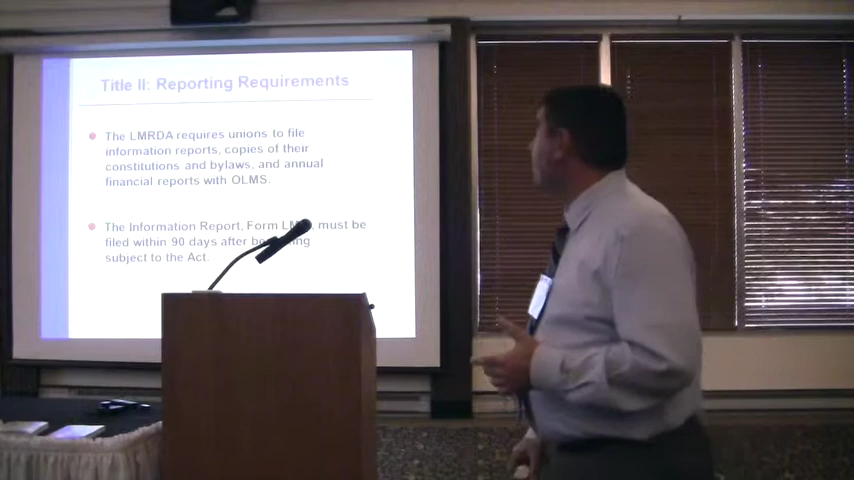 Title II: Reporting Requirements
The LMRDA requires unions to file
information reports, copies of their
constitutions and bylaws, and annual
financial reports with OLMS.
The Information Report, Form must be
filed within 90 days after
subject to the Act.